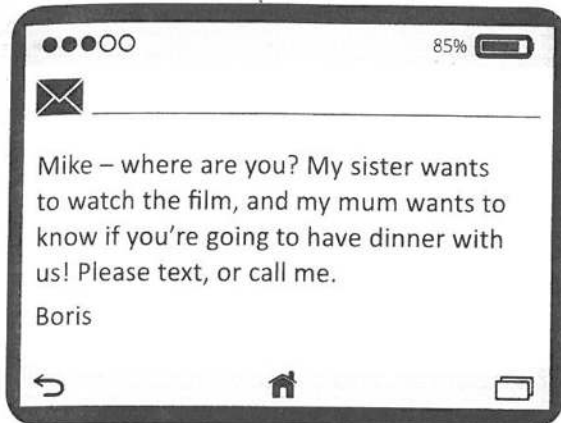 85%
Mike – where are you? My sister wants
to watch the film, and my mum wants to
know if you're going to have dinner with
us! Please text, or call me.
Boris